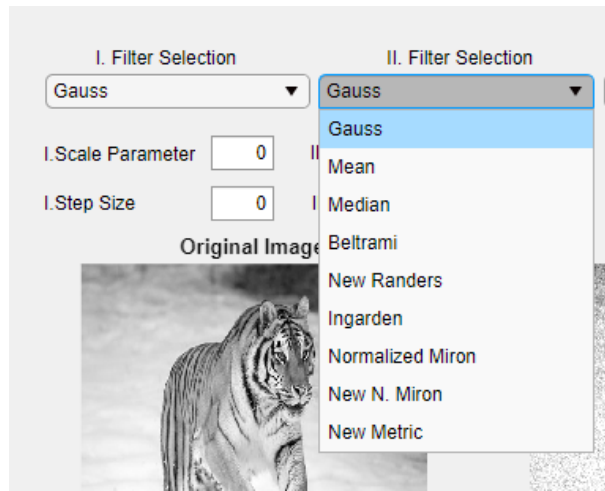 I. Filter Selection
II. Filter Selection
Gauss
Gauss
Gauss
Mean
Median
Beltrami
New Randers
Ingarden
Normalized Miron
New N. Miron
New Metric
I.Scale Parameter
0
I.Step Size
0
Original Image